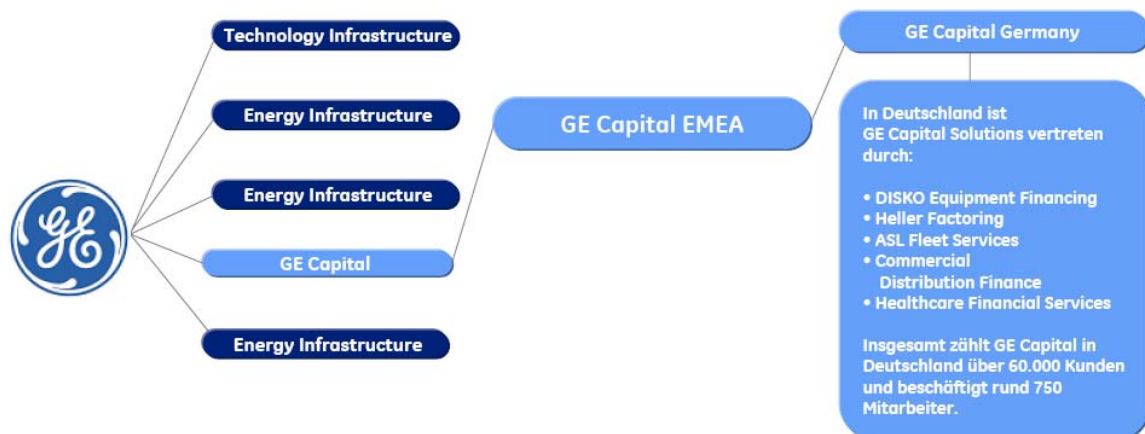 Technology Infrastructure
Energy Infrastructure
Energy Infrastructure
GE
GE Capital
Energy Infrastructure
GE Capital EMEA
GE Capital Germany
In Deutschland ist
GE Capital Solutions vertreten
durch:
• DISKO Equipment Financing
• Heller Factoring
• ASL Fleet Services
• Commercial
Distribution Finance
• Healthcare Financial Services
Insgesamt zählt GE Capital in
Deutschland über 60.000 Kunden
und beschäftigt rund 750
Mitarbeiter.